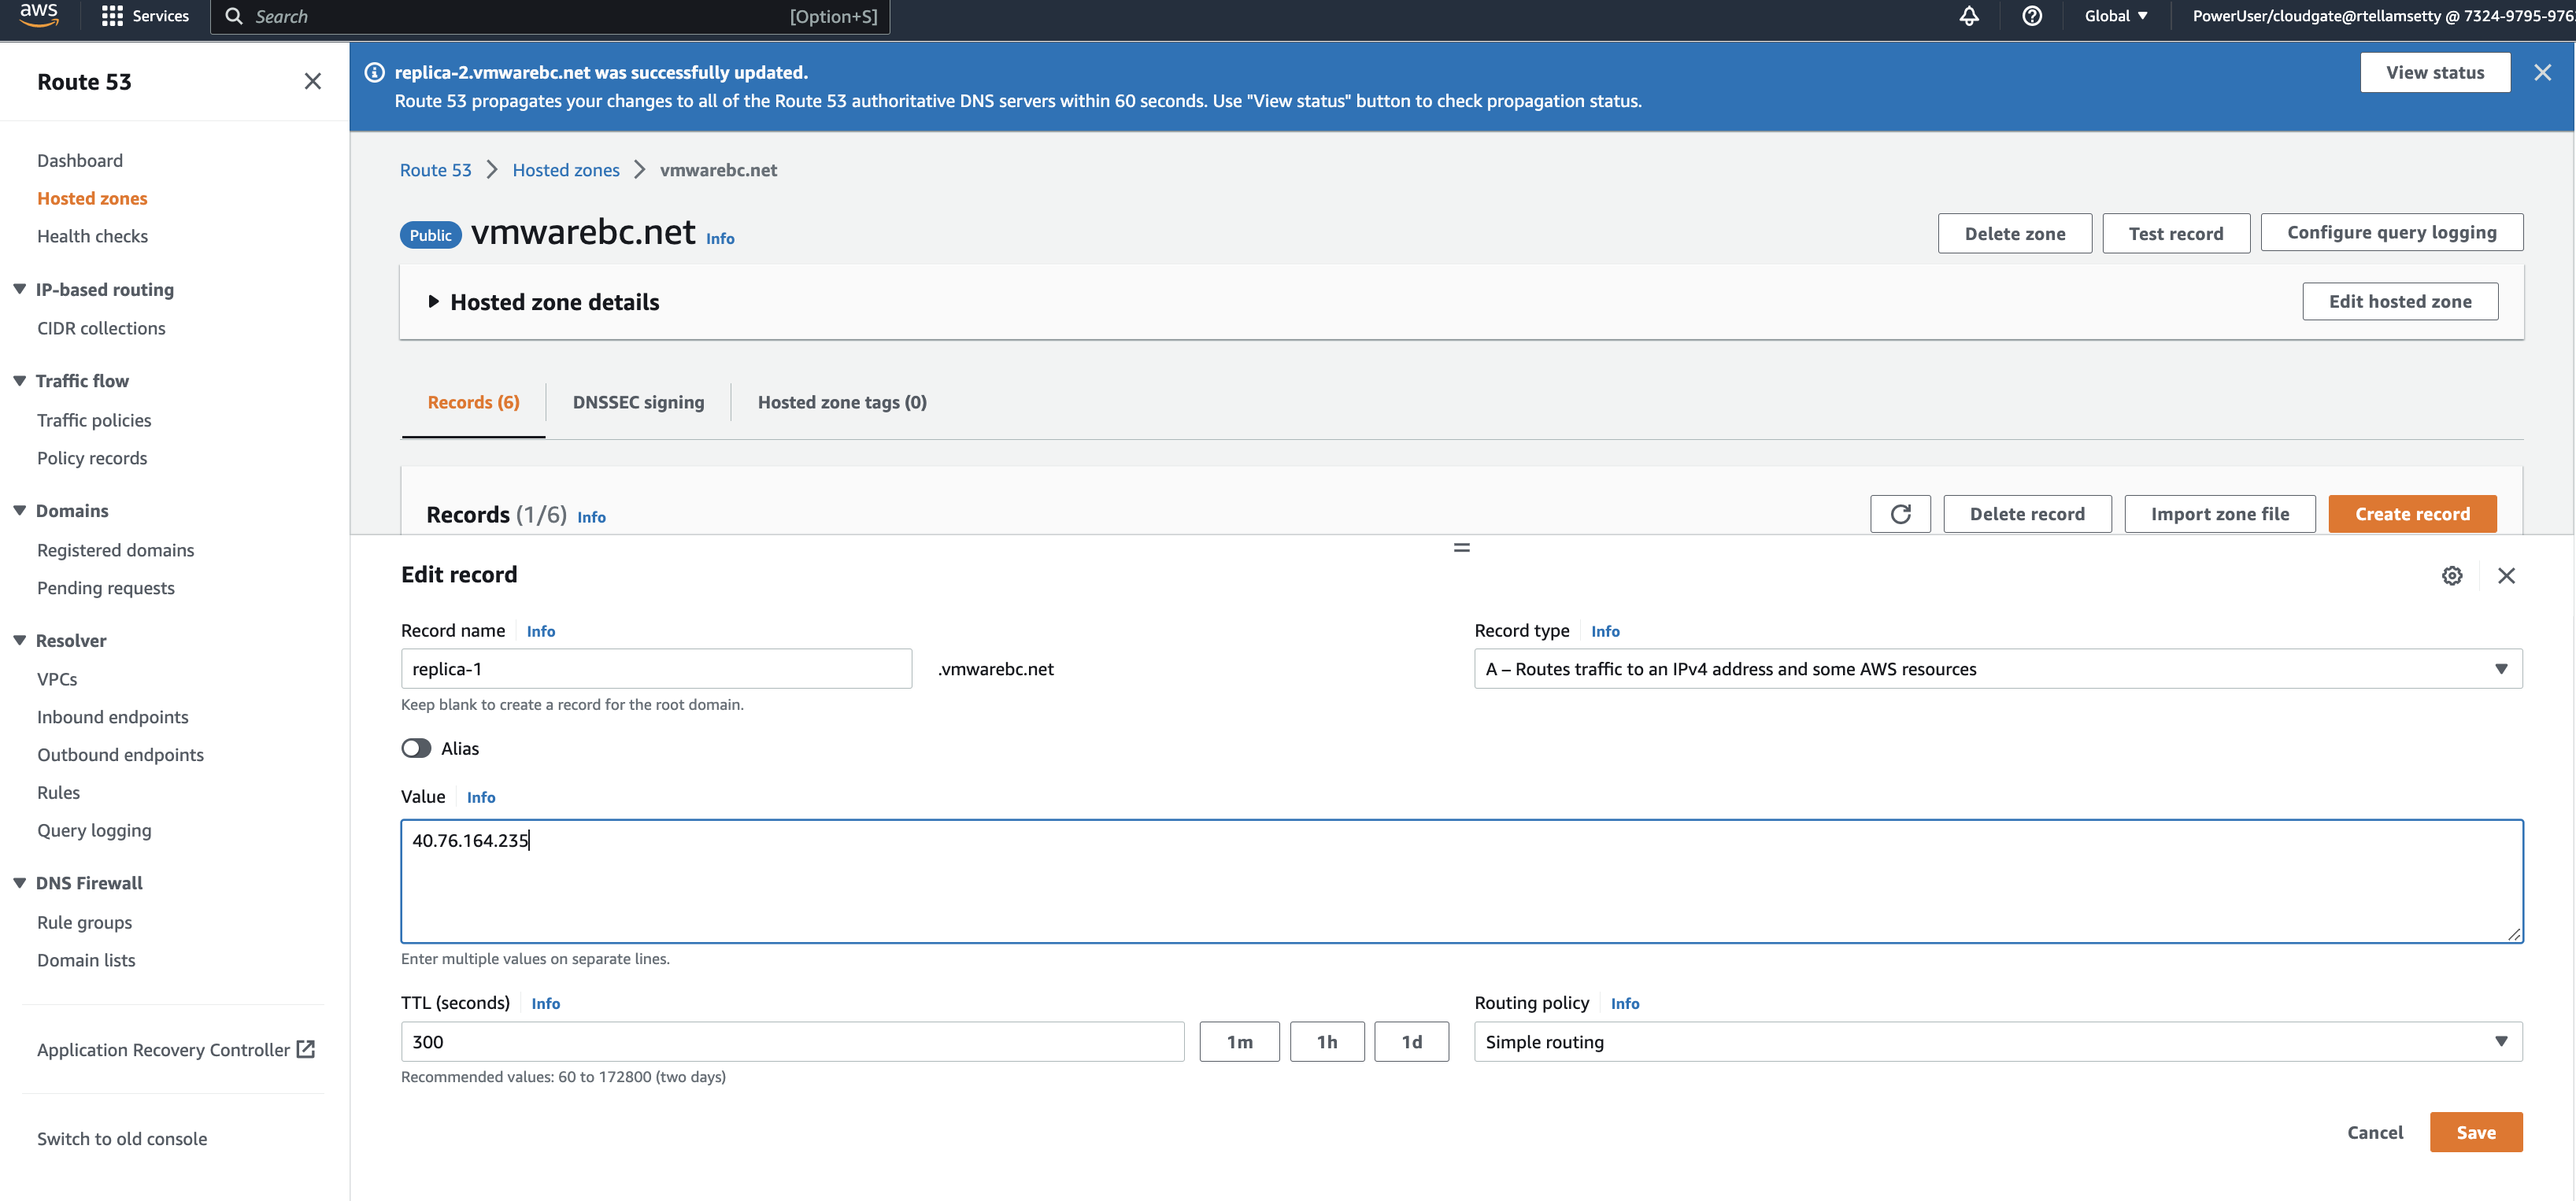 aws
Services
Search
[Option+S]
Global
PowerUser/cloudgate@rtellamsetty @ 7324-9795-976
Route 53
Dashboard
Hosted zones
Health checks
IP-based routing
CIDR collections
Traffic flow
Traffic policies
Policy records
Domains
Registered domains
Pending requests
Resolver
VPCs
Inbound endpoints
Outbound endpoints
Rules
Query logging
DNS Firewall
Rule groups
Domain lists
Application Recovery Controller
Switch to old console
replica-2.vmwarebc.net was successfully updated.
Route 53 propagates your changes to all of the Route 53 authoritative DNS servers within 60 seconds. Use "View status" button to check propagation status.
View status
Route 53 Hosted zones vmwarebc.net
Public vmwarebc.net Info
Delete zone Test record Configure query logging
Hosted zone details
Edit hosted zone
Records (6) DNSSEC signing Hosted zone tags (0)
Records (1/6) Info
Delete record Import zone file Create record
Edit record
Record name Info
replica-1 .vmwarebc.net
Keep blank to create a record for the root domain.
Record type Info
A – Routes traffic to an IPv4 address and some AWS resources
Alias
Value Info
40.76.164.235
Enter multiple values on separate lines.
TTL (seconds) Info
300 1m 1h 1d
Recommended values: 60 to 172800 (two days)
Routing policy Info
Simple routing
Cancel Save